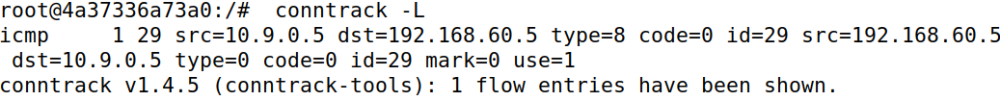 root@4a37336a73a0:/#  conntrack -L
icmp     1 29 src=10.9.0.5 dst=192.168.60.5 type=8 code=0 id=29 src=192.168.60.5
 dst=10.9.0.5 type=0 code=0 id=29 mark=0 use=1
conntrack v1.4.5 (conntrack-tools): 1 flow entries have been shown.